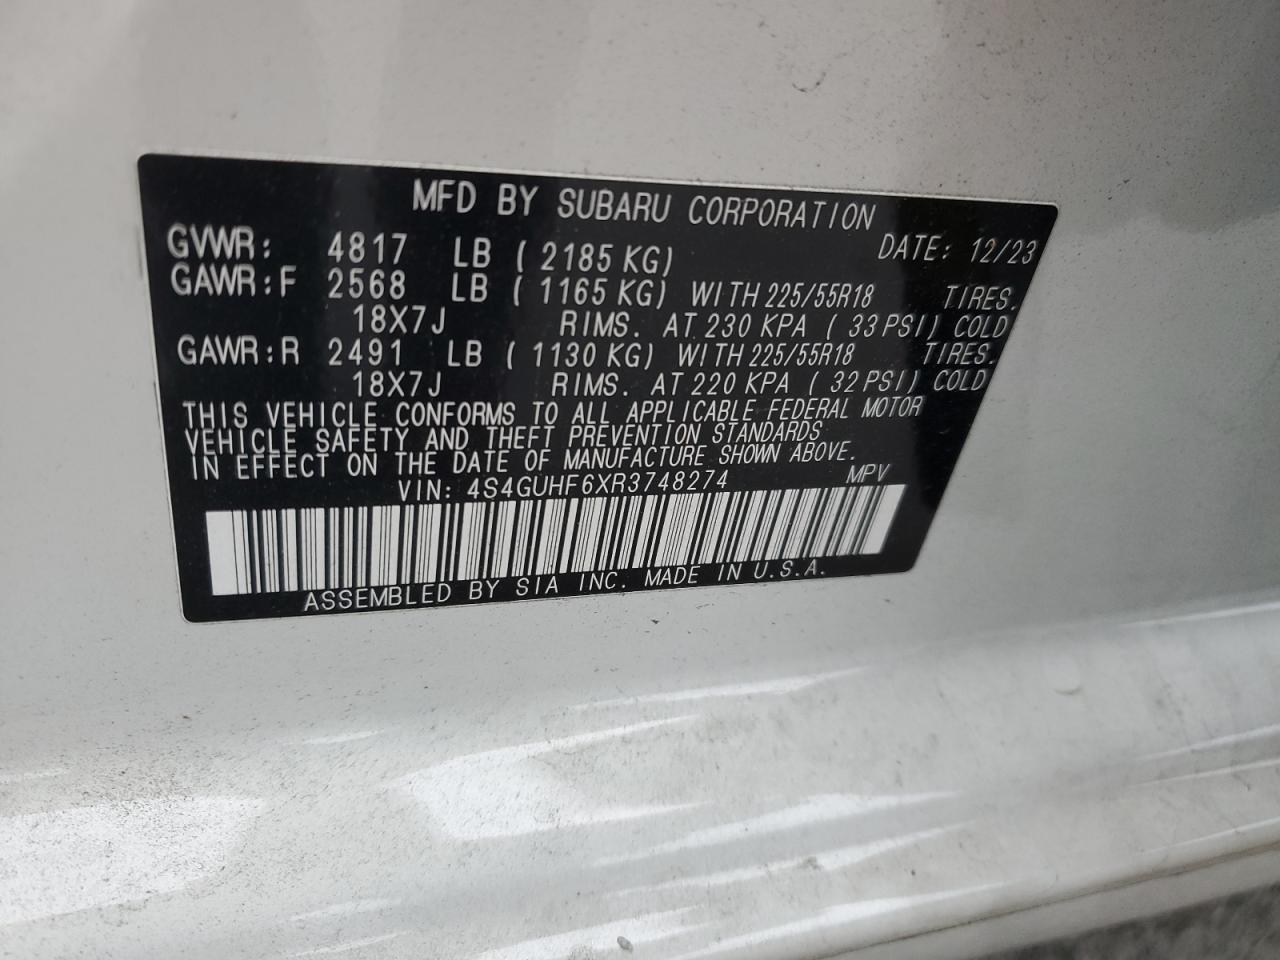 MFD BY SUBARU CORPORATION
GVWR: 4817 LB ( 2185 KG) DATE: 12/23
GAWR:F 2568 LB ( 1165 KG) WITH 225/55R18 TIRES.
18X7J RIMS. AT 230 KPA ( 33 PSI) COLD
GAWR:R 2491 LB ( 1130 KG) WITH 225/55R18 TIRES.
18X7J RIMS. AT 220 KPA ( 32 PSI) COLD
THIS VEHICLE CONFORMS TO ALL APPLICABLE FEDERAL MOTOR
VEHICLE SAFETY AND THEFT PREVENTION STANDARDS
IN EFFECT ON THE DATE OF MANUFACTURE SHOWN ABOVE.
VIN: 4S4GUHF6XR3748274 MPV
ASSEMBLED BY SIA INC. MADE IN U.S.A.